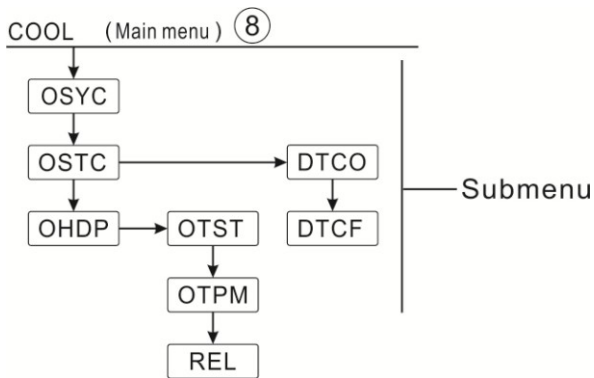 COOL (Main menu) 8
OSYC
OSTC DTCO
Submenu
OHDP OTST DTCF
OTPM
REL